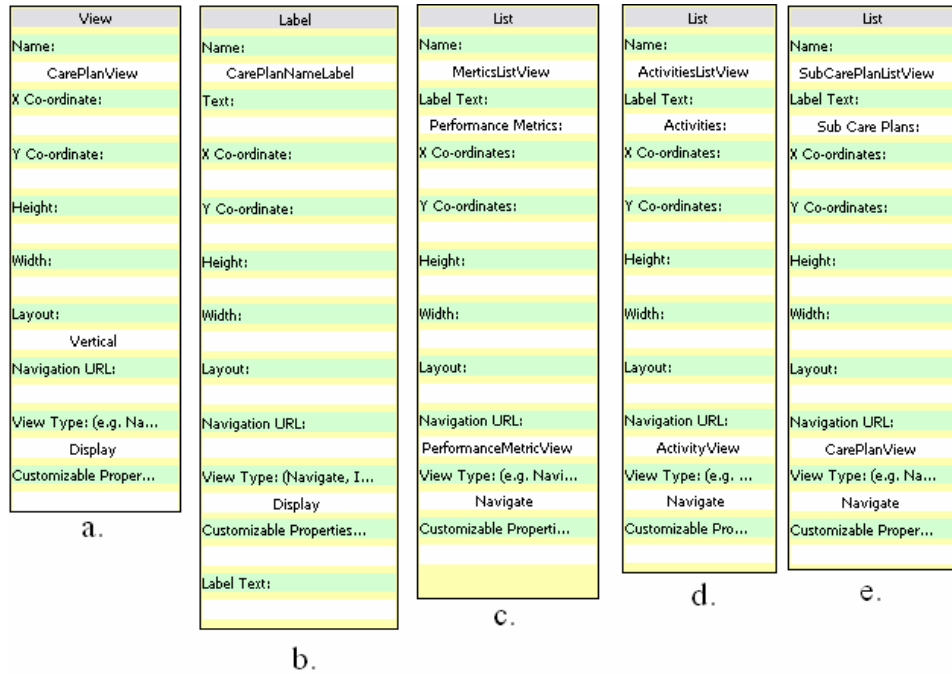 View
Name:
CarePlanView
X Co-ordinate:
Y Co-ordinate:
Height:
Width:
Layout:
Vertical
Navigation URL:
View Type: (e.g. Na...
Display
Customizable Proper...
a.
Label
Name:
CarePlanNameLabel
Text:
X Co-ordinate:
Y Co-ordinate:
Height:
Width:
Layout:
Navigation URL:
View Type: (Navigate, I...
Display
Customizable Properties...
Label Text:
b.
List
Name:
MerticsListView
Label Text:
Performance Metrics:
X Co-ordinates:
Y Co-ordinates:
Height:
Width:
Layout:
Navigation URL:
PerformanceMetricView
View Type: (e.g. Navi...
Navigate
Customizable Properti...
c.
List
Name:
ActivitiesListView
Label Text:
Activities:
X Co-ordinates:
Y Co-ordinates:
Height:
Width:
Layout:
Navigation URL:
ActivityView
View Type: (e.g. ...
Navigate
Customizable Pro...
d.
List
Name:
SubCarePlanListView
Label Text:
Sub Care Plans:
X Co-ordinates:
Y Co-ordinates:
Height:
Width:
Layout:
Navigation URL:
CarePlanView
View Type: (e.g. Na...
Navigate
Customizable Proper...
e.